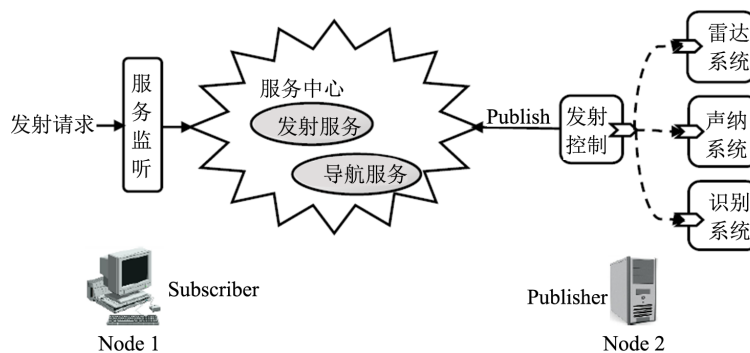 发射请求
服
务
监
听
服务中心
发射服务
导航服务
Publish
发射
控制
雷达
系统
声纳
系统
识别
系统
Subscriber
Node 1
Publisher
Node 2